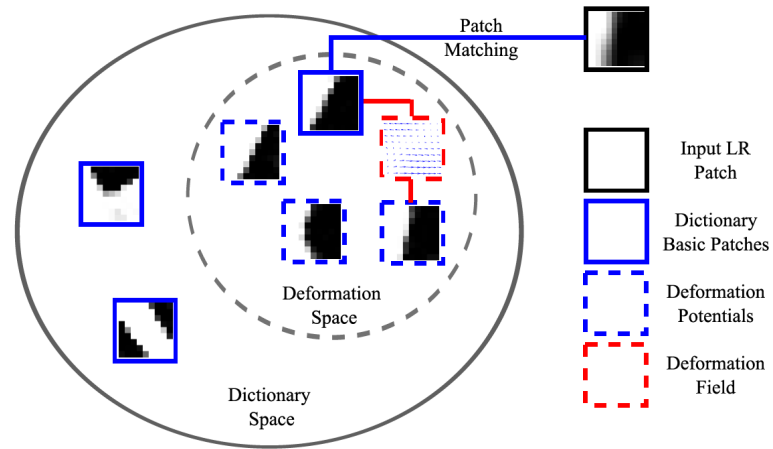 Patch
Matching
Input LR
Patch
Dictionary
Basic Patches
Deformation
Potentials
Deformation
Field
Deformation
Space
Dictionary
Space